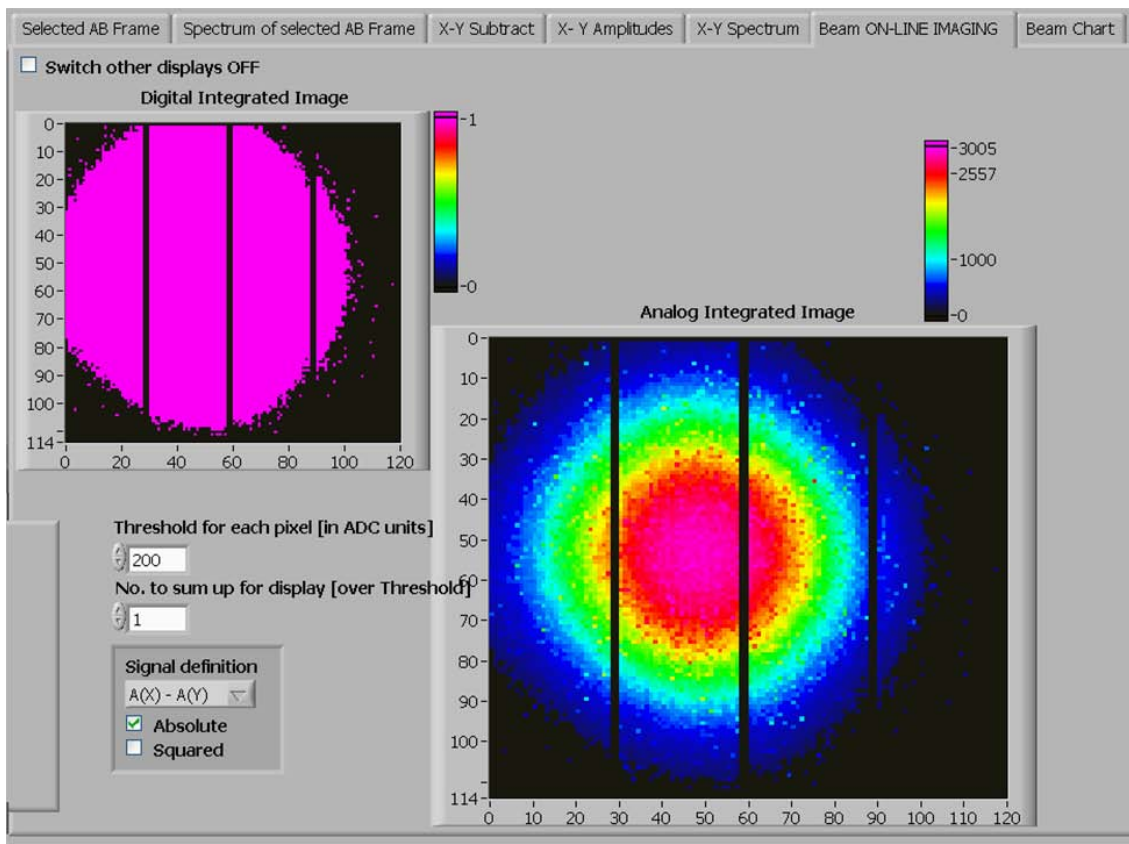 Selected AB Frame
Spectrum of selected AB Frame
X-Y Subtract
X- Y Amplitudes
X-Y Spectrum
Beam ON-LINE IMAGING
Beam Chart
Switch other displays OFF
Digital Integrated Image
0
10
20
30
40
50
60
70
80
90
100
114
0 20 40 60 80 100 120
1
0
3005
2557
1000
0
Analog Integrated Image
0
10
20
30
40
50
60
70
80
90
100
114
0 10 20 30 40 50 60 70 80 90 100 110 120
Threshold for each pixel [in ADC units]
200
No. to sum up for display [over Threshold]
1
Signal definition
A(X) - A(Y)
Absolute
Squared